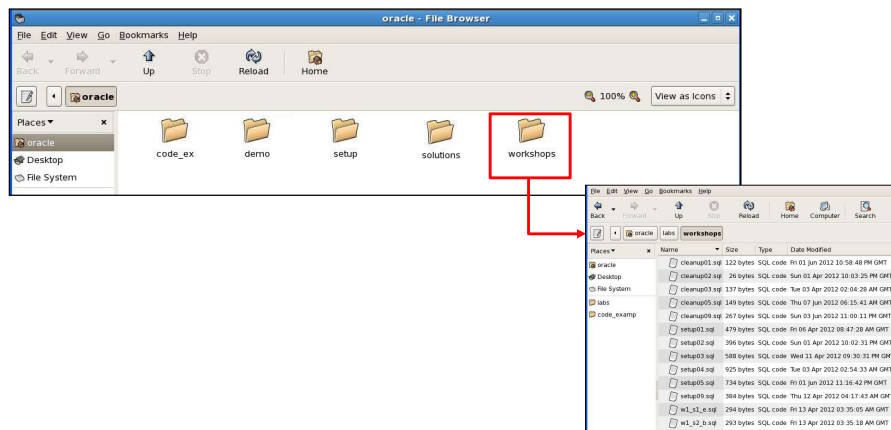 oracle - File Browser
File Edit View Go Bookmarks Help
Back Forward Up Stop Reload Home
oracle 100% View as Icons
Places
oracle
Desktop
File System
code_ex demo setup solutions workshops
File Edit View Go Bookmarks Help
Back Forward Up Stop Reload Home Computer Search
oracle labs workshops
Places Name Size Type Date Modified
oracle
Desktop
File System
labs
code_examp
cleanup01.sql 122 bytes SQL code Fri 01 Jun 2012 10:58:48 PM GMT
cleanup02.sql 26 bytes SQL code Sun 01 Apr 2012 10:03:25 PM GMT
cleanup03.sql 137 bytes SQL code Tue 03 Apr 2012 02:04:28 AM GMT
cleanup05.sql 149 bytes SQL code Thu 07 Jun 2012 06:15:41 AM GMT
cleanup09.sql 267 bytes SQL code Sun 03 Jun 2012 11:00:11 PM GMT
setup01.sql 479 bytes SQL code Fri 06 Apr 2012 08:47:28 AM GMT
setup02.sql 396 bytes SQL code Sun 01 Apr 2012 10:02:31 PM GMT
setup03.sql 588 bytes SQL code Wed 11 Apr 2012 09:30:31 PM GMT
setup04.sql 925 bytes SQL code Tue 03 Apr 2012 02:54:33 AM GMT
setup05.sql 734 bytes SQL code Fri 01 Jun 2012 11:16:42 PM GMT
setup09.sql 384 bytes SQL code Thu 12 Apr 2012 04:17:43 AM GMT
w1_s1_e.sql 294 bytes SQL code Fri 13 Apr 2012 03:35:05 AM GMT
w1_s2_b.sql 293 bytes SQL code Fri 13 Apr 2012 03:35:18 AM GMT